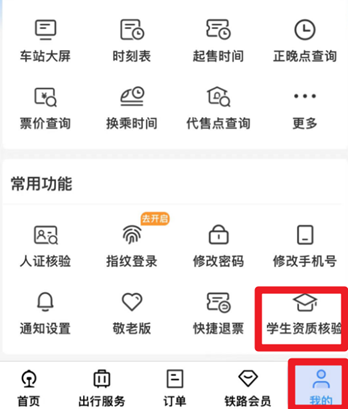 车站大屏 时刻表 起售时间 正晚点查询
票价查询 换乘时间 代售点查询 更多
常用功能
去开启
人证核验 指纹登录 修改密码 修改手机号
通知设置 敬老版 快捷退票 学生资质核验
首页 出行服务 订单 铁路会员 我的